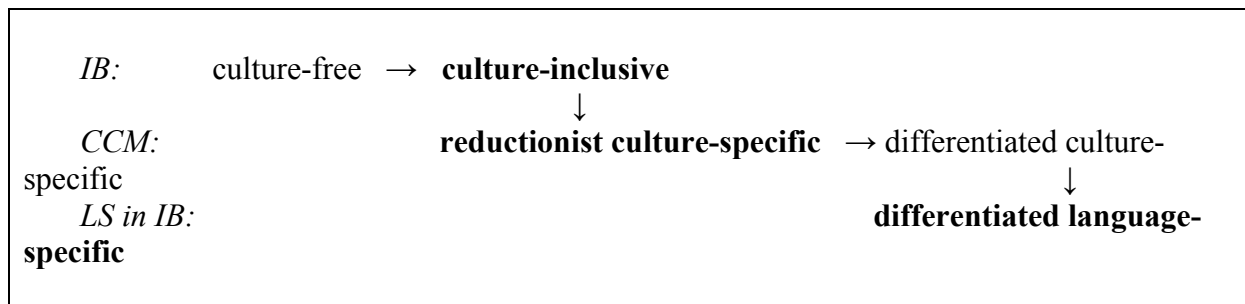 IB: culture-free → culture-inclusive
↓
CCM: reductionist culture-specific → differentiated culture-
specific
↓
LS in IB: differentiated language-
specific